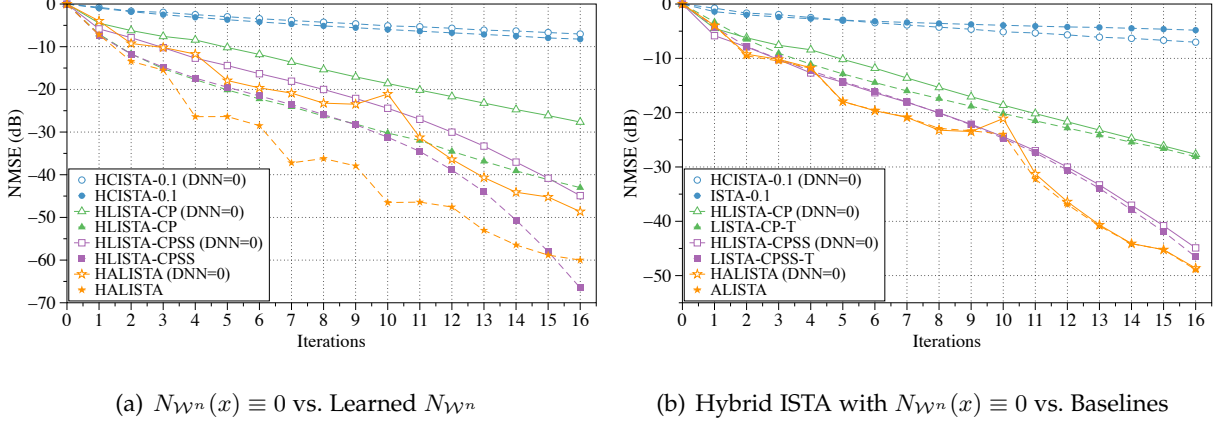 0
−10
−20
−30
−40
−50
−60
−70
NMSE (dB)
HCISTA-0.1 (DNN=0)
HCISTA-0.1
HLISTA-CP (DNN=0)
HLISTA-CP
HLISTA-CPSS (DNN=0)
HLISTA-CPSS
HALISTA (DNN=0)
HALISTA
0 1 2 3 4 5 6 7 8 9 10 11 12 13 14 15 16
Iterations
(a) N_{𝒲^n}(x) ≡ 0 vs. Learned N_{𝒲^n}
0
−10
−20
−30
−40
−50
NMSE (dB)
HCISTA-0.1 (DNN=0)
ISTA-0.1
HLISTA-CP (DNN=0)
LISTA-CP-T
HLISTA-CPSS (DNN=0)
LISTA-CPSS-T
HALISTA (DNN=0)
ALISTA
0 1 2 3 4 5 6 7 8 9 10 11 12 13 14 15 16
Iterations
(b) Hybrid ISTA with N_{𝒲^n}(x) ≡ 0 vs. Baselines